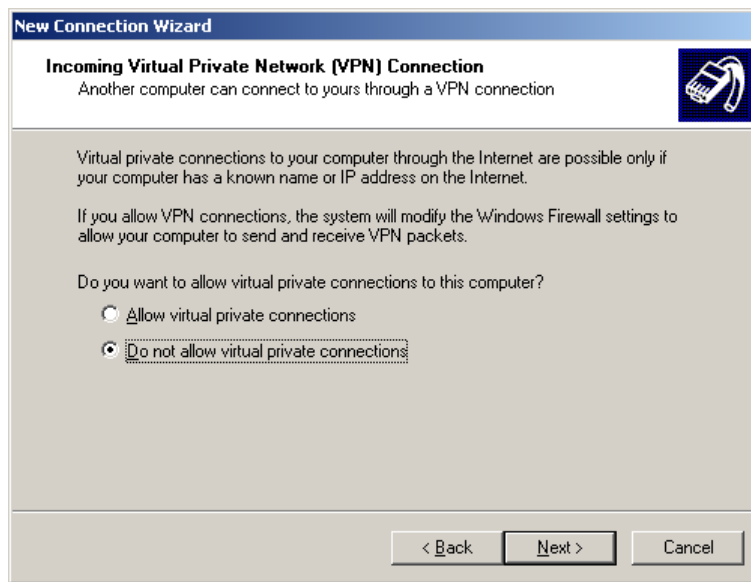 New Connection Wizard
Incoming Virtual Private Network (VPN) Connection
Another computer can connect to yours through a VPN connection
Virtual private connections to your computer through the Internet are possible only if
your computer has a known name or IP address on the Internet.
If you allow VPN connections, the system will modify the Windows Firewall settings to
allow your computer to send and receive VPN packets.
Do you want to allow virtual private connections to this computer?
Allow virtual private connections
Do not allow virtual private connections
< Back Next > Cancel